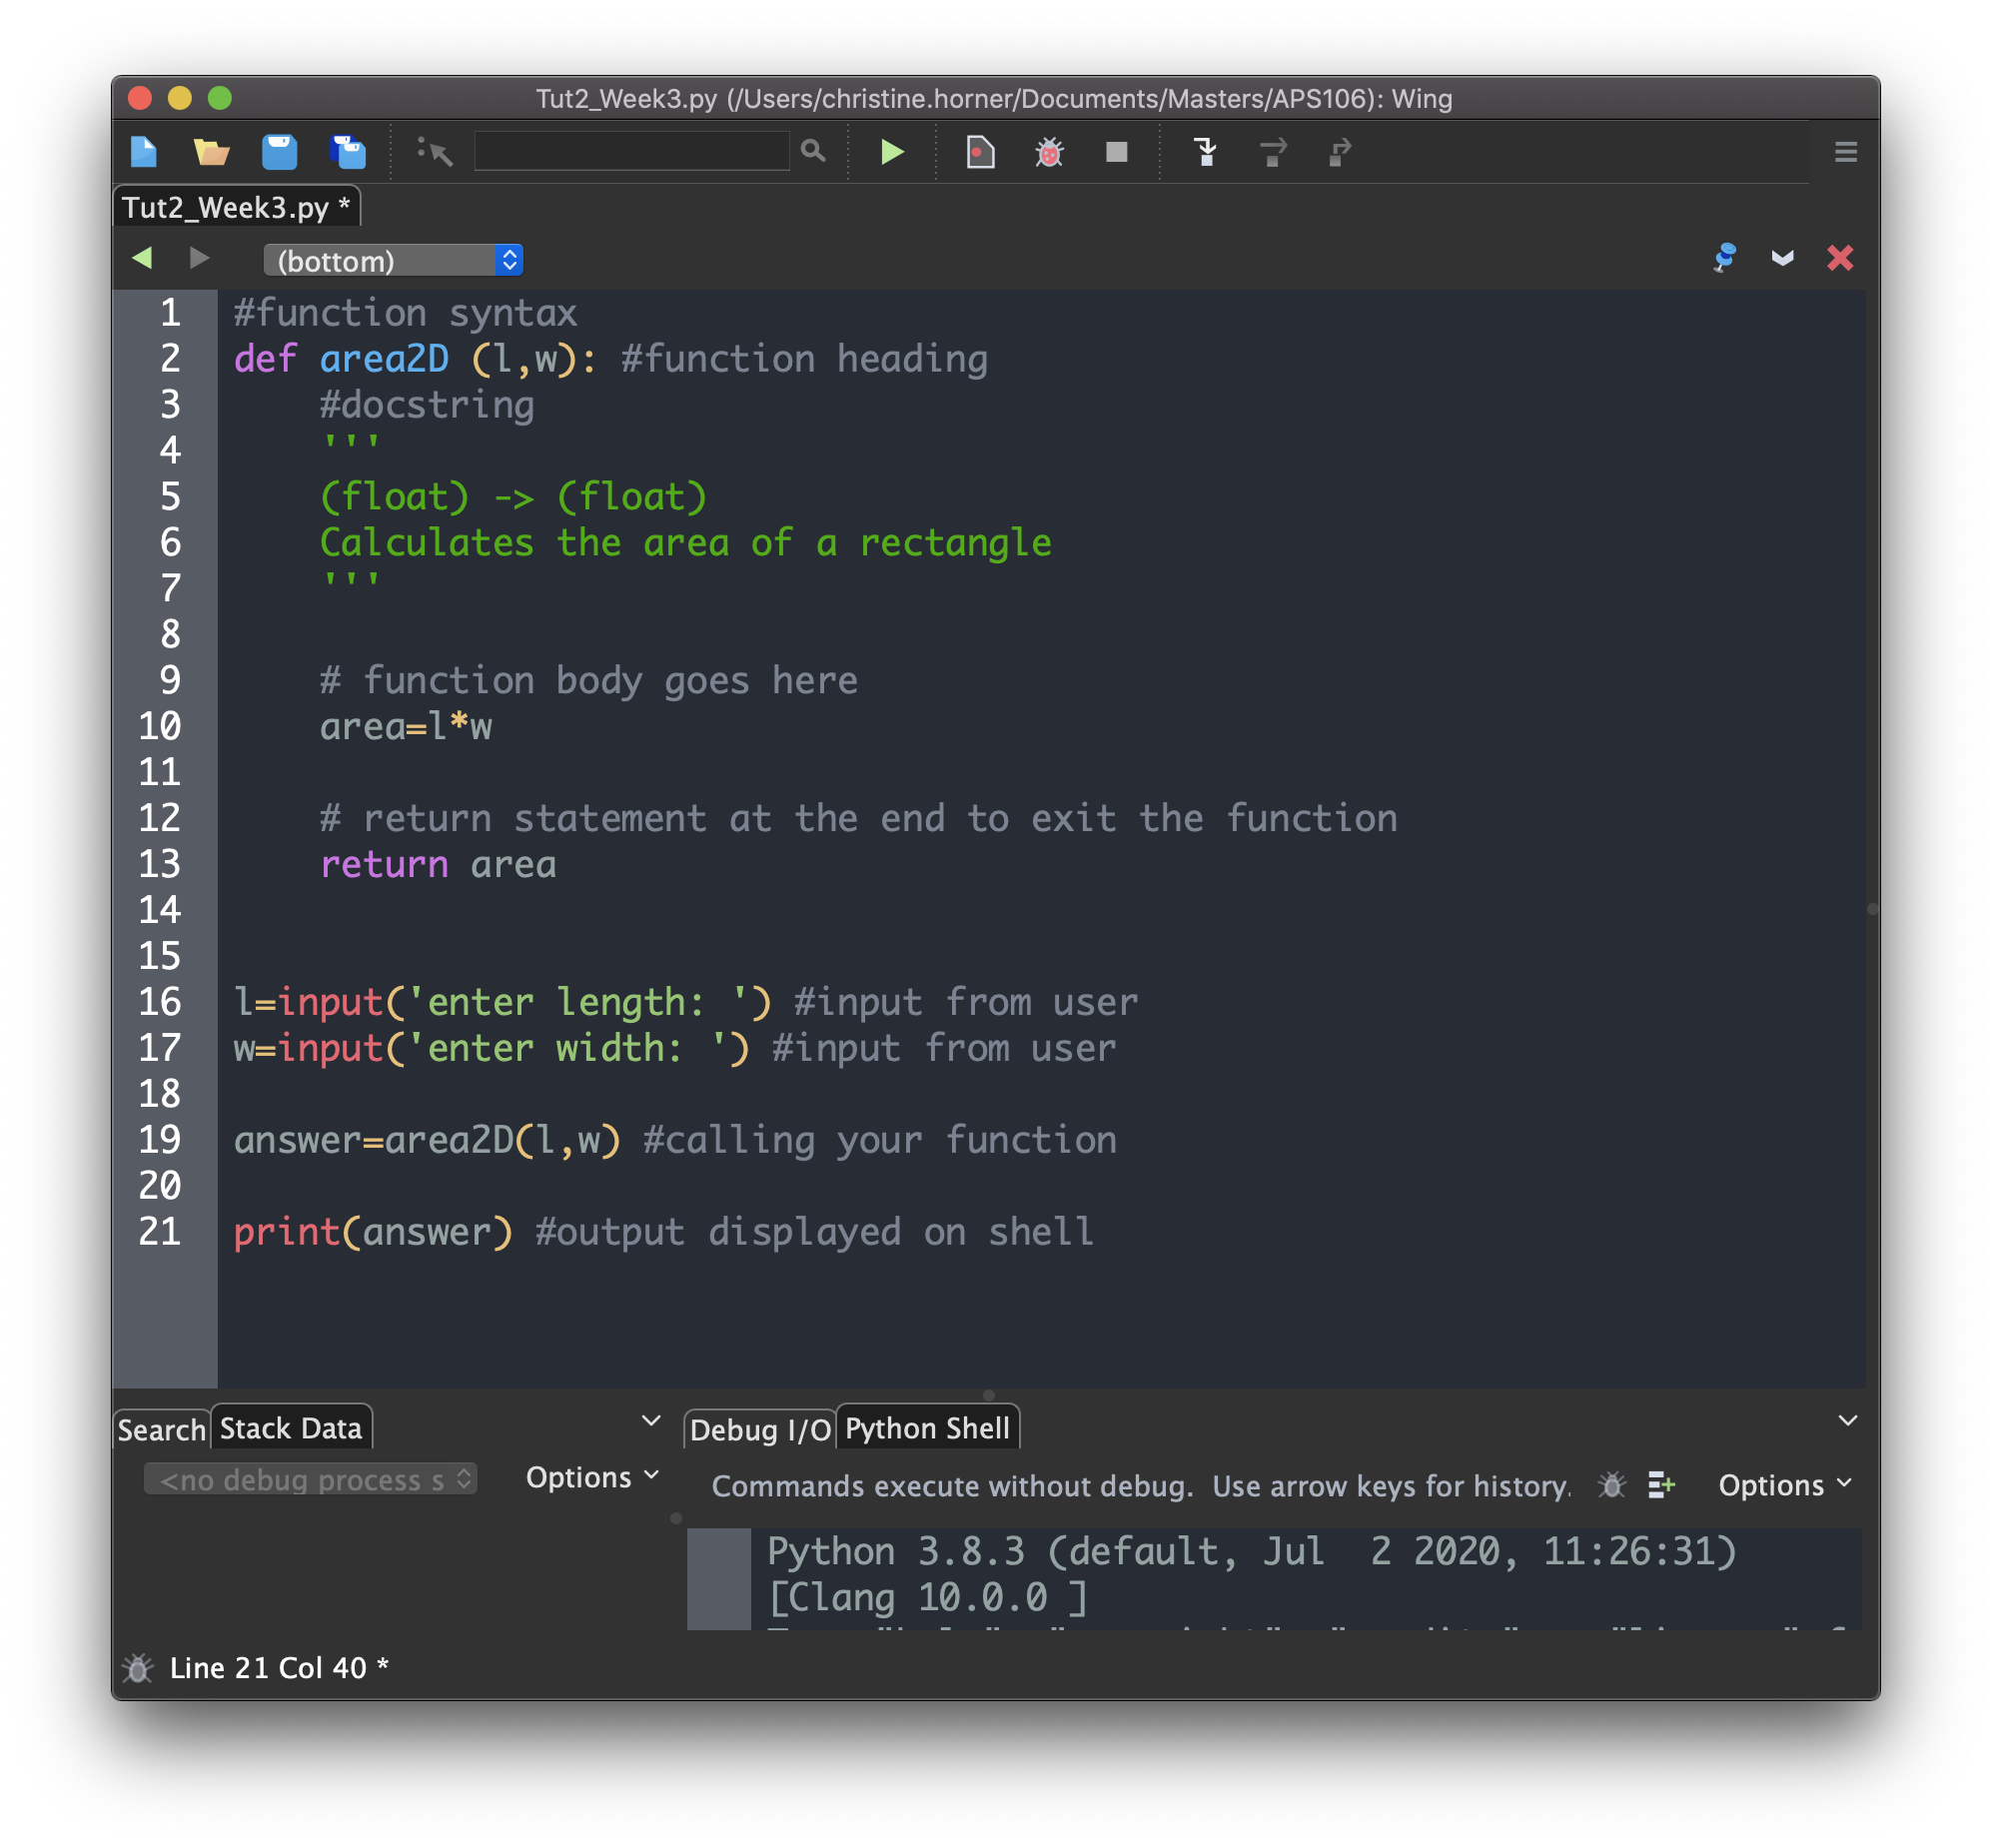 Tut2_Week3.py (/Users/christine.horner/Documents/Masters/APS106): Wing
Tut2_Week3.py *
(bottom)
1 #function syntax
2 def area2D (l,w): #function heading
3     #docstring
4     '''
5     (float) -> (float)
6     Calculates the area of a rectangle
7     '''
8
9     # function body goes here
10     area=l*w
11
12     # return statement at the end to exit the function
13     return area
14
15
16 l=input('enter length: ') #input from user
17 w=input('enter width: ') #input from user
18
19 answer=area2D(l,w) #calling your function
20
21 print(answer) #output displayed on shell
Search Stack Data
Debug I/O Python Shell
<no debug process s
Options
Commands execute without debug. Use arrow keys for history.
Options
Python 3.8.3 (default, Jul  2 2020, 11:26:31)
[Clang 10.0.0 ]
Line 21 Col 40 *